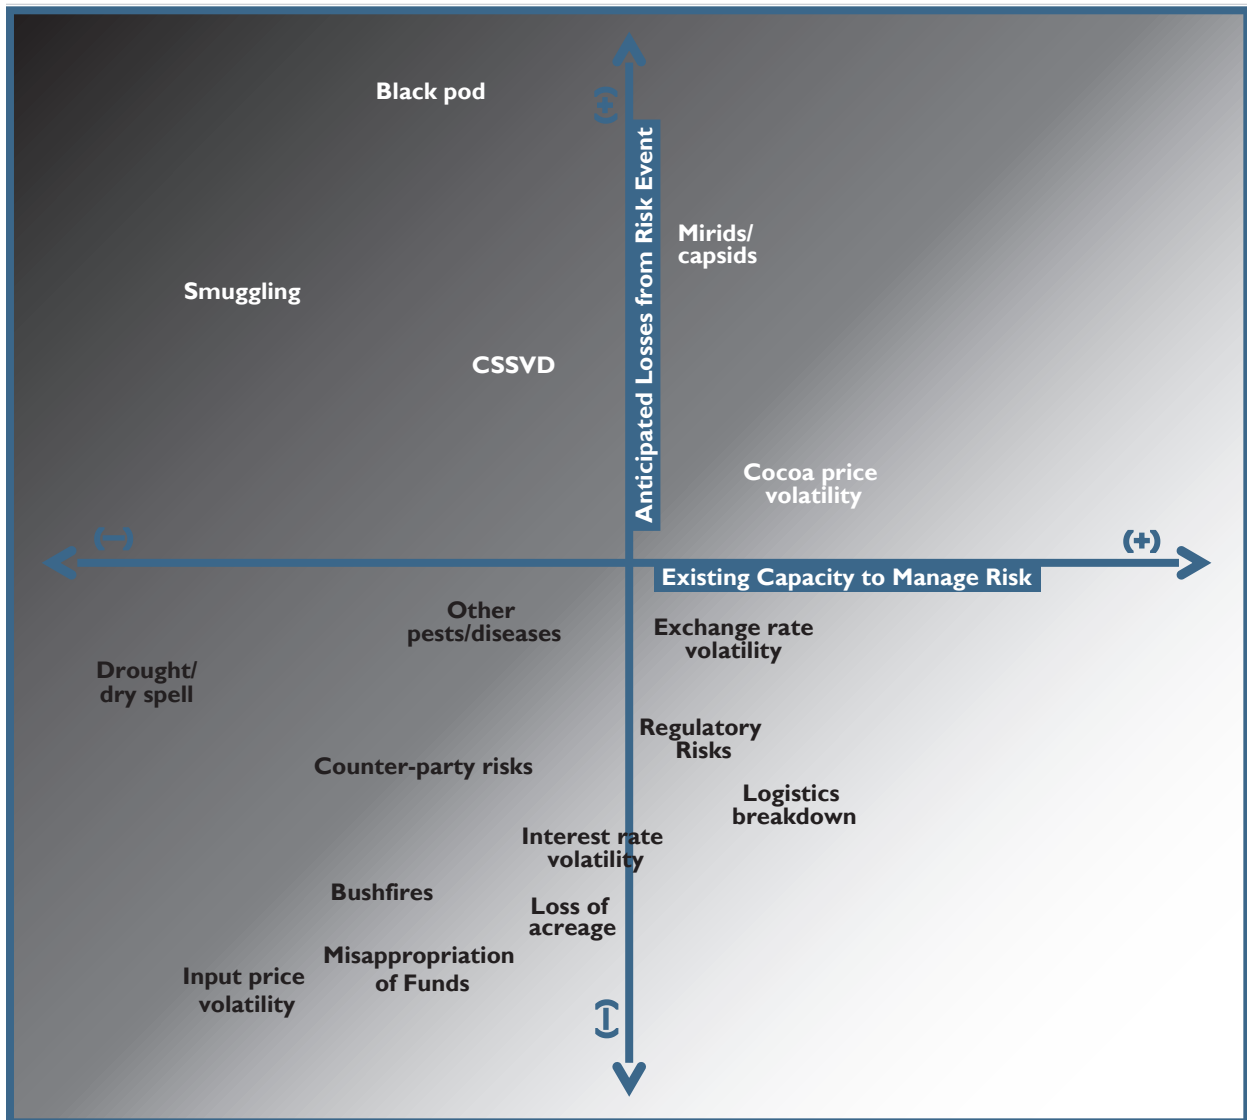 Black pod
(+)
Anticipated Losses from Risk Event
Mirids/
capsids
Smuggling
CSSVD
Cocoa price
volatility
(−)
(+)
Existing Capacity to Manage Risk
Other
pests/diseases
Exchange rate
volatility
Drought/
dry spell
Regulatory
Risks
Counter-party risks
Logistics
breakdown
Interest rate
volatility
Bushfires
Loss of
acreage
Misappropriation
of Funds
Input price
volatility
(−)